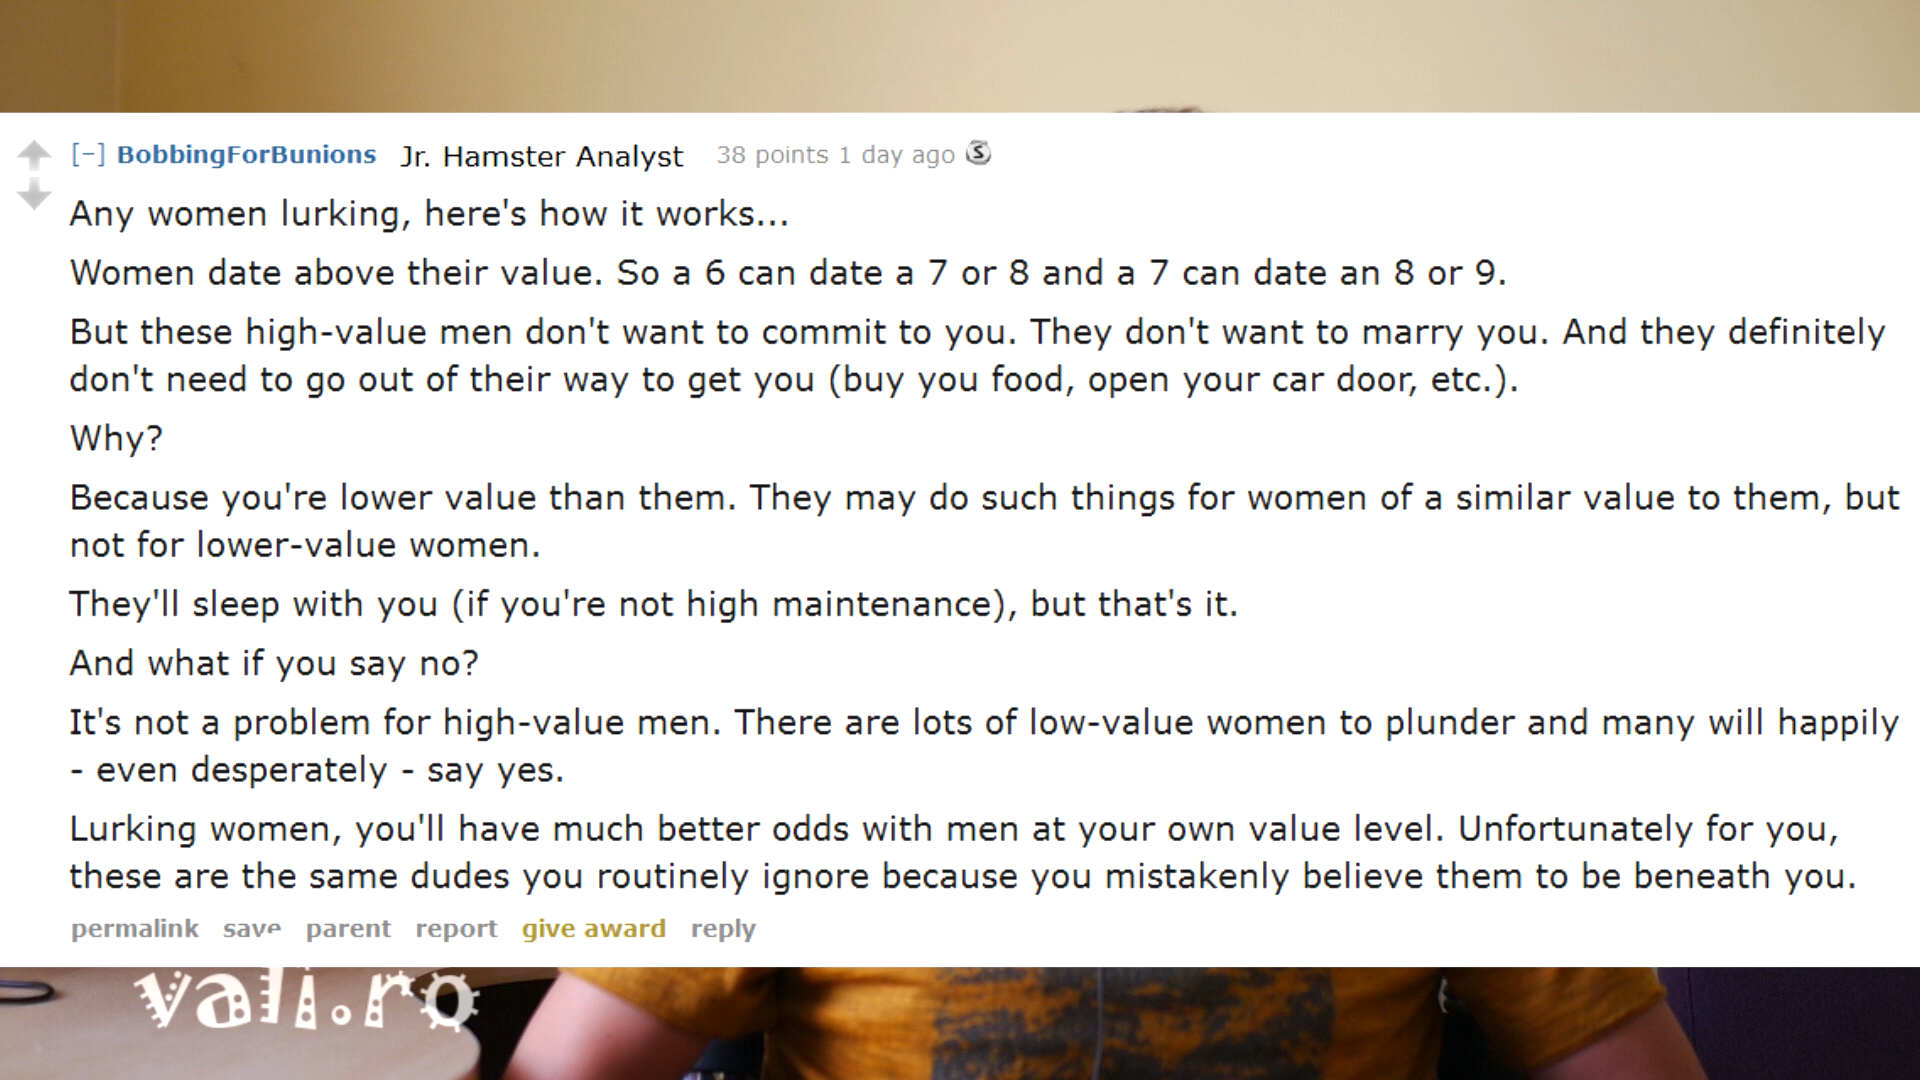 [-] BobbingForBunions Jr. Hamster Analyst 38 points 1 day ago S
Any women lurking, here's how it works...
Women date above their value. So a 6 can date a 7 or 8 and a 7 can date an 8 or 9.
But these high-value men don't want to commit to you. They don't want to marry you. And they definitely
don't need to go out of their way to get you (buy you food, open your car door, etc.).
Why?
Because you're lower value than them. They may do such things for women of a similar value to them, but
not for lower-value women.
They'll sleep with you (if you're not high maintenance), but that's it.
And what if you say no?
It's not a problem for high-value men. There are lots of low-value women to plunder and many will happily
- even desperately - say yes.
Lurking women, you'll have much better odds with men at your own value level. Unfortunately for you,
these are the same dudes you routinely ignore because you mistakenly believe them to be beneath you.
permalink save parent report give award reply
vali.ro